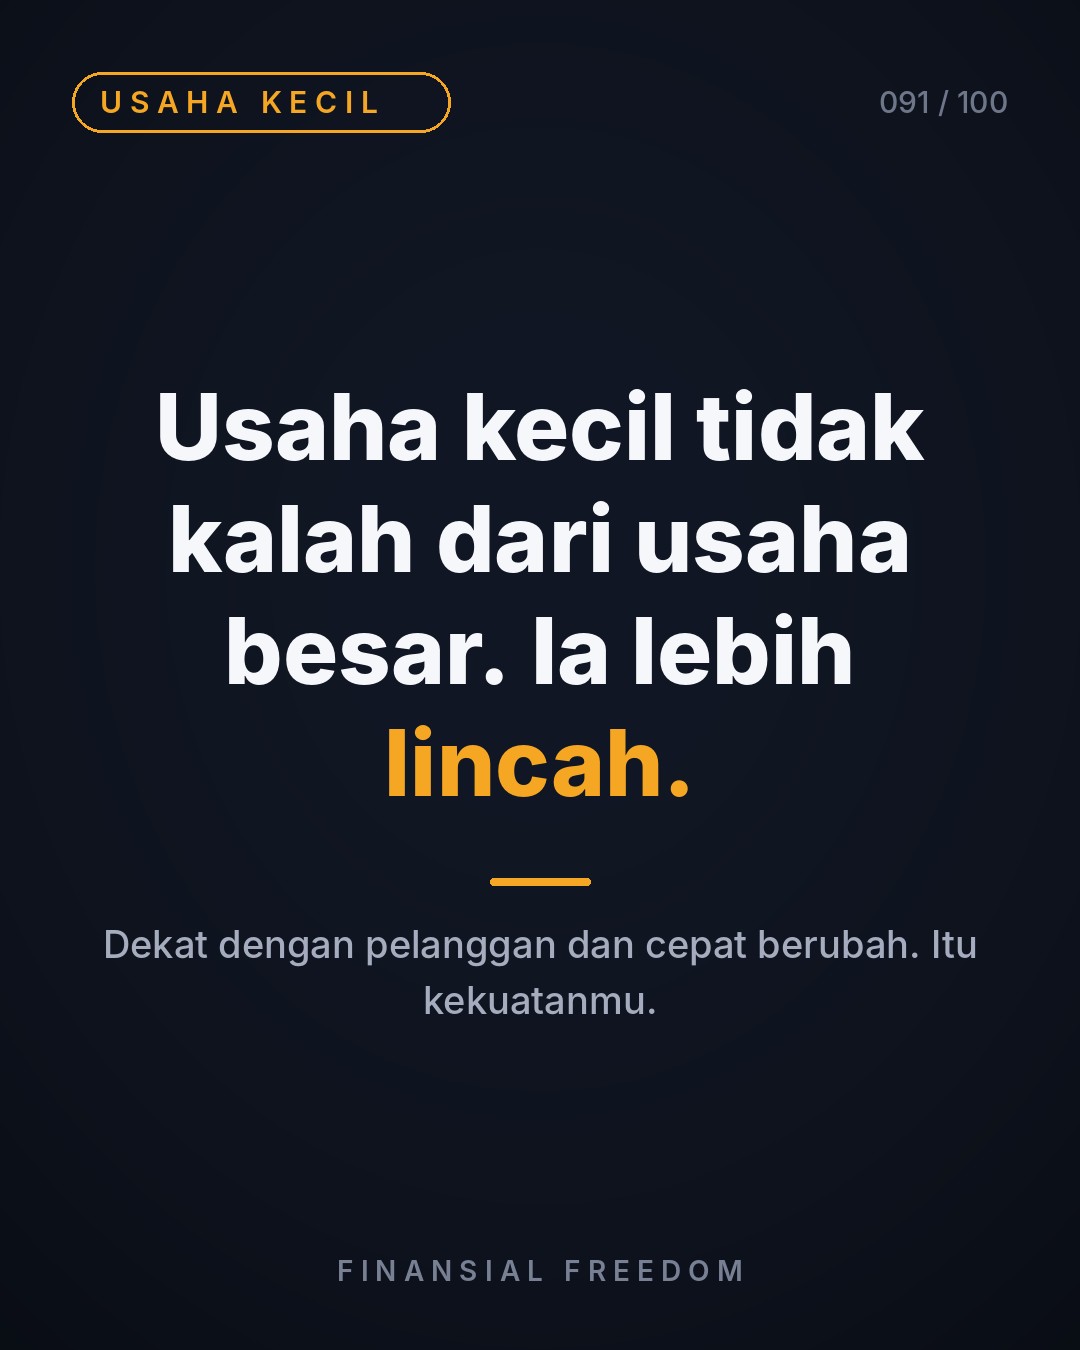 USAHA KECIL
091 / 100
Usaha kecil tidak
kalah dari usaha
besar. Ia lebih
lincah.
Dekat dengan pelanggan dan cepat berubah. Itu
kekuatanmu.
FINANSIAL FREEDOM